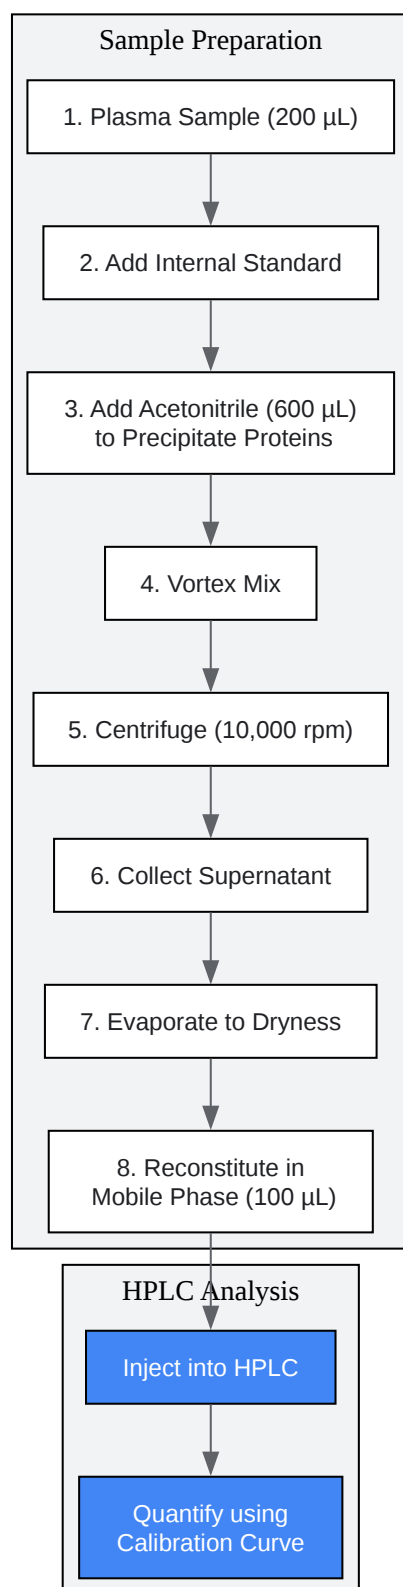 Sample Preparation
1. Plasma Sample (200 µL)
2. Add Internal Standard
3. Add Acetonitrile (600 µL)
to Precipitate Proteins
4. Vortex Mix
5. Centrifuge (10,000 rpm)
6. Collect Supernatant
7. Evaporate to Dryness
8. Reconstitute in
Mobile Phase (100 µL)
HPLC Analysis
Inject into HPLC
Quantify using
Calibration Curve